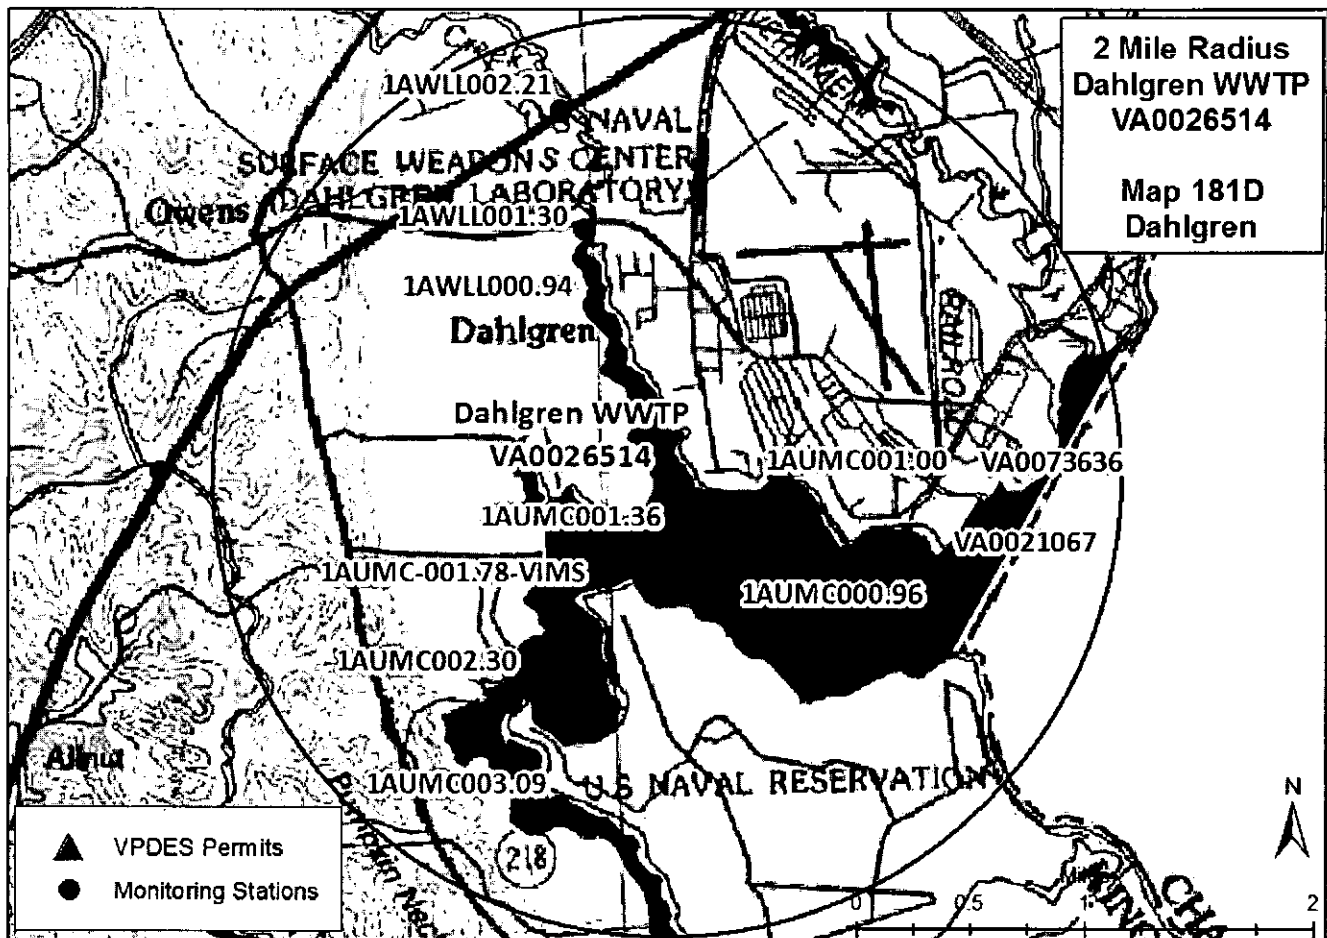 2 Mile Radius
Dahlgren WWTP
VA0026514
Map 181D
Dahlgren
1AWLL002.21
U S NAVAL
SURFACE WEAPONS CENTER
(DAHLGREN LABORATORY)
Owens
1AWLL001.30
1AWLL000.94
Dahlgren
RAILROAD
Dahlgren WWTP
VA0026514
1AUMC001.00
VA0073636
1AUMC001.36
VA0021067
1AUMC-001.78-VIMS
1AUMC000.96
1AUMC002.30
1AUMC003.09
U.S NAVAL RESERVATION
218
N
VPDES Permits
Monitoring Stations
0 0.5 1 2